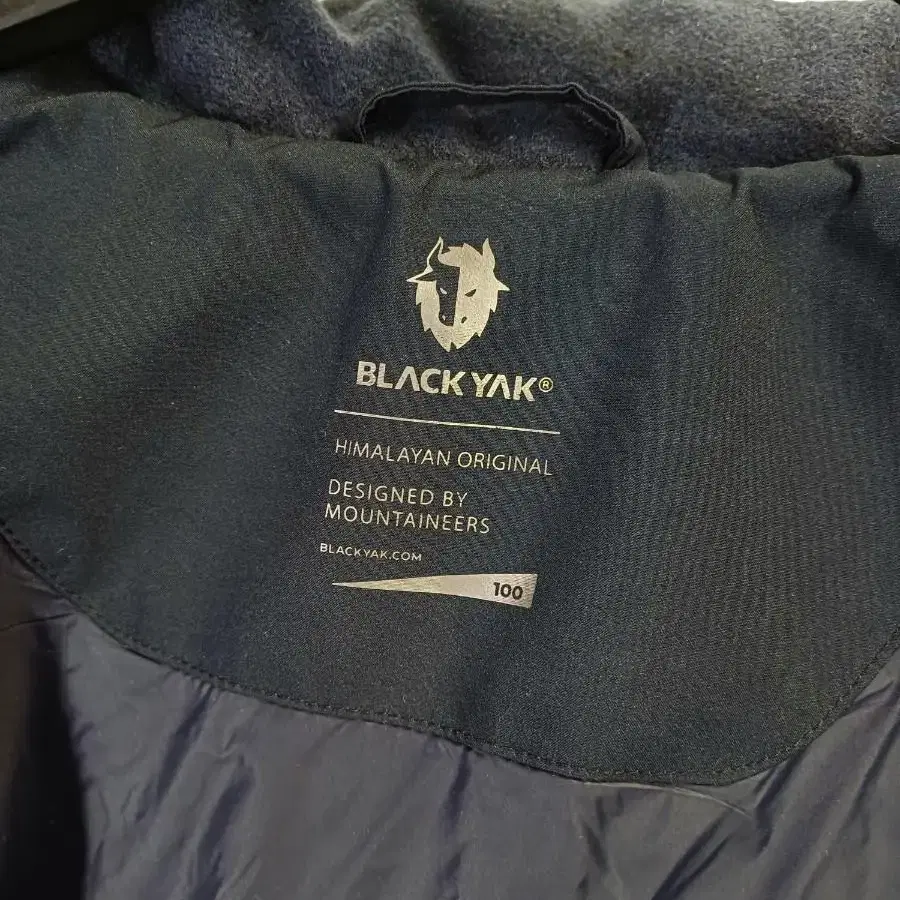 BLACK YAK®
HIMALAYAN ORIGINAL
DESIGNED BY
MOUNTAINEERS
BLACKYAK.COM
100